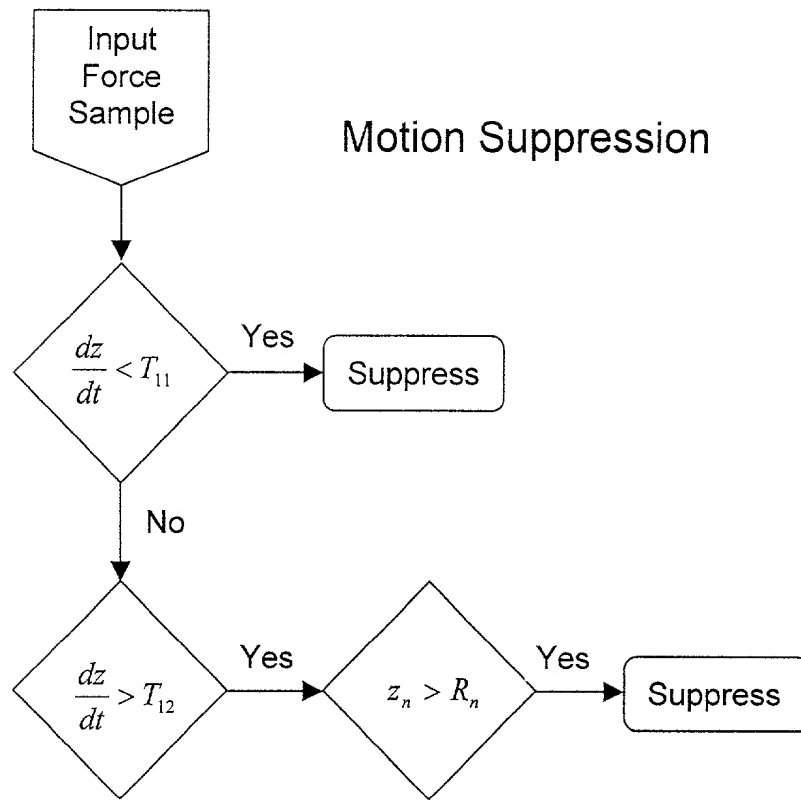 Input
Force
Sample
Motion Suppression
dz/dt < T₁₁
Yes
Suppress
No
dz/dt > T₁₂
Yes
zₙ > Rₙ
Yes
Suppress